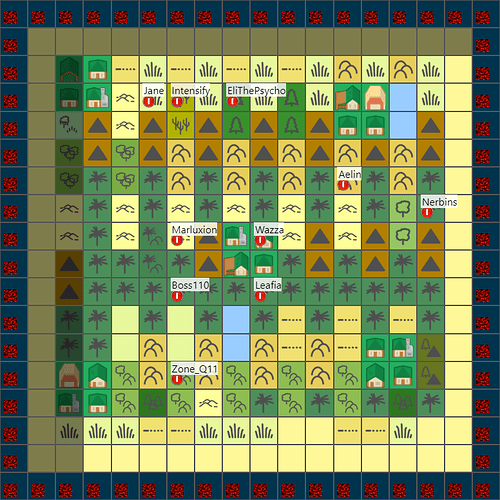 Jane
Intensify
EliThePsycho
Aelin
Nerbins
Marluxion
Wazza
Boss110
Leafia
Zone_Q11